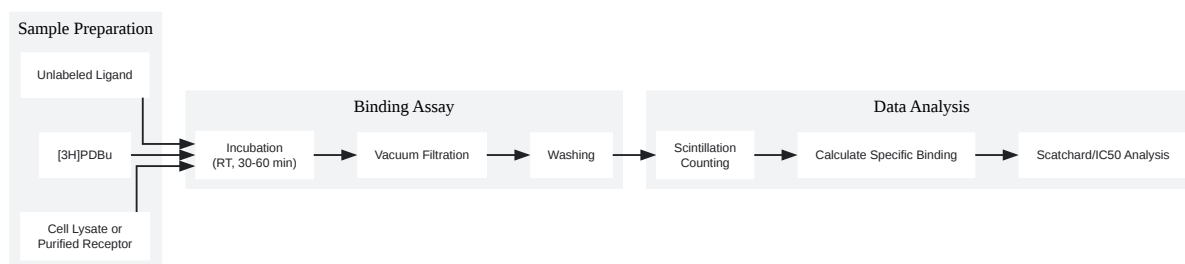 Sample Preparation
Unlabeled Ligand
[3H]PDBu
Cell Lysate or
Purified Receptor
Binding Assay
Incubation
(RT, 30-60 min)
Vacuum Filtration
Washing
Data Analysis
Scintillation
Counting
Calculate Specific Binding
Scatchard/IC50 Analysis